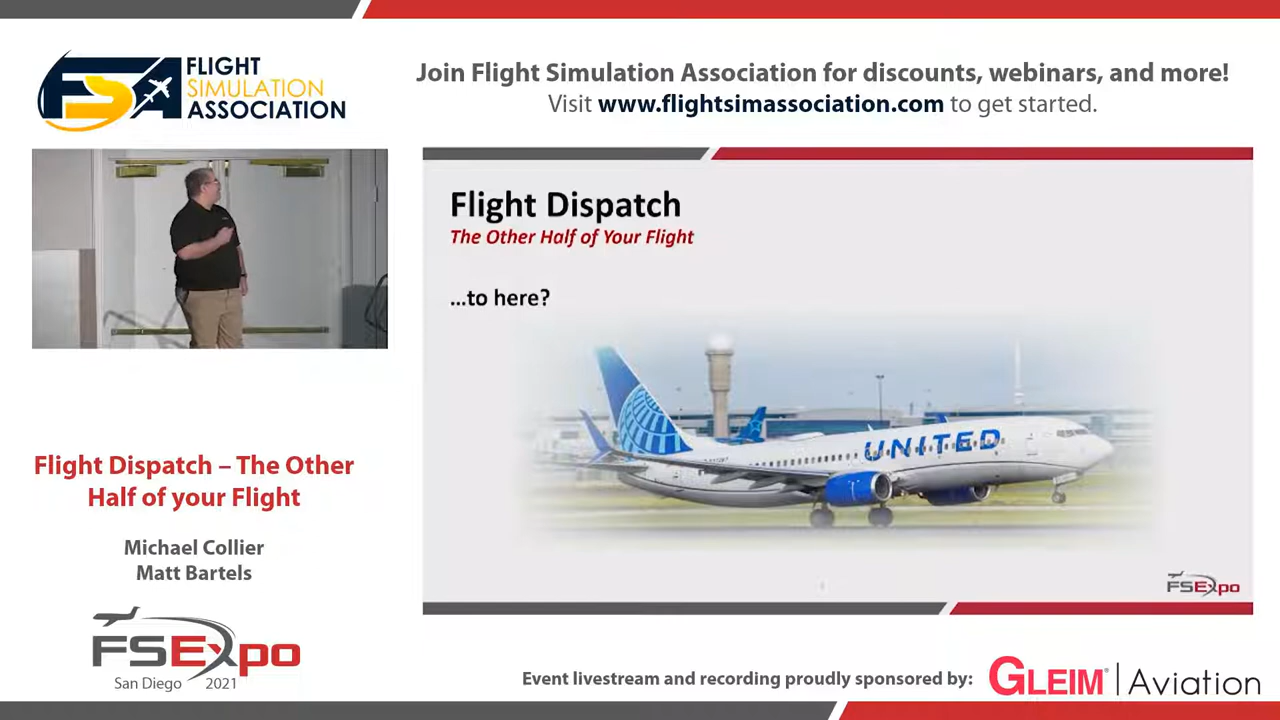 FLIGHT
SIMULATION
ASSOCIATION
FSA
Join Flight Simulation Association for discounts, webinars, and more!
Visit www.flightsimassociation.com to get started.
Flight Dispatch
The Other Half of Your Flight
...to here?
UNITED
FSExpo
Flight Dispatch – The Other
Half of your Flight
Michael Collier
Matt Bartels
FSExpo
San Diego 2021
Event livestream and recording proudly sponsored by:
GLEIM® | Aviation